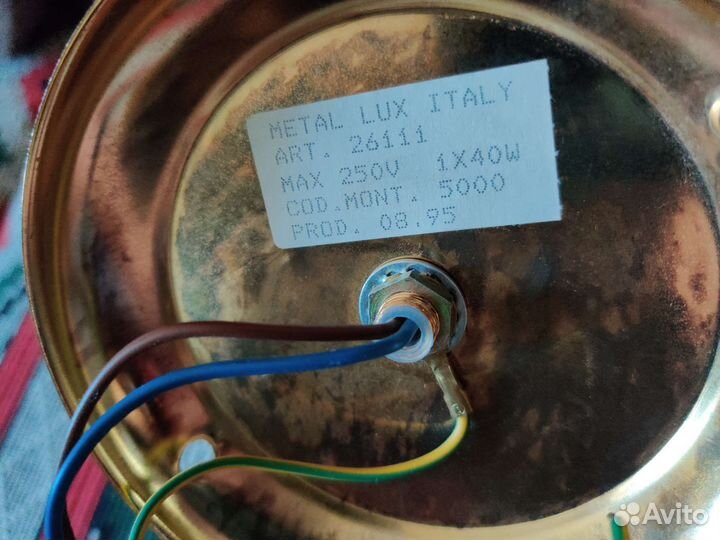 METAL LUX ITALY
ART. 26111
MAX 250V 1X40W
COD.MONT. 5000
PROD. 08.95
Avito